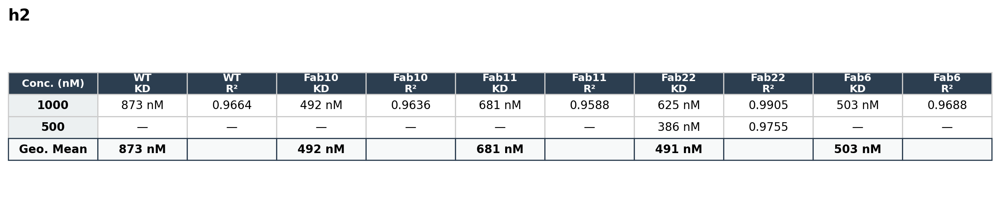 h2
Conc. (nM) WT KD WT R² Fab10 KD Fab10 R² Fab11 KD Fab11 R² Fab22 KD Fab22 R² Fab6 KD Fab6 R²
1000 873 nM 0.9664 492 nM 0.9636 681 nM 0.9588 625 nM 0.9905 503 nM 0.9688
500 — — — — — — 386 nM 0.9755 — —
Geo. Mean 873 nM 492 nM 681 nM 491 nM 503 nM